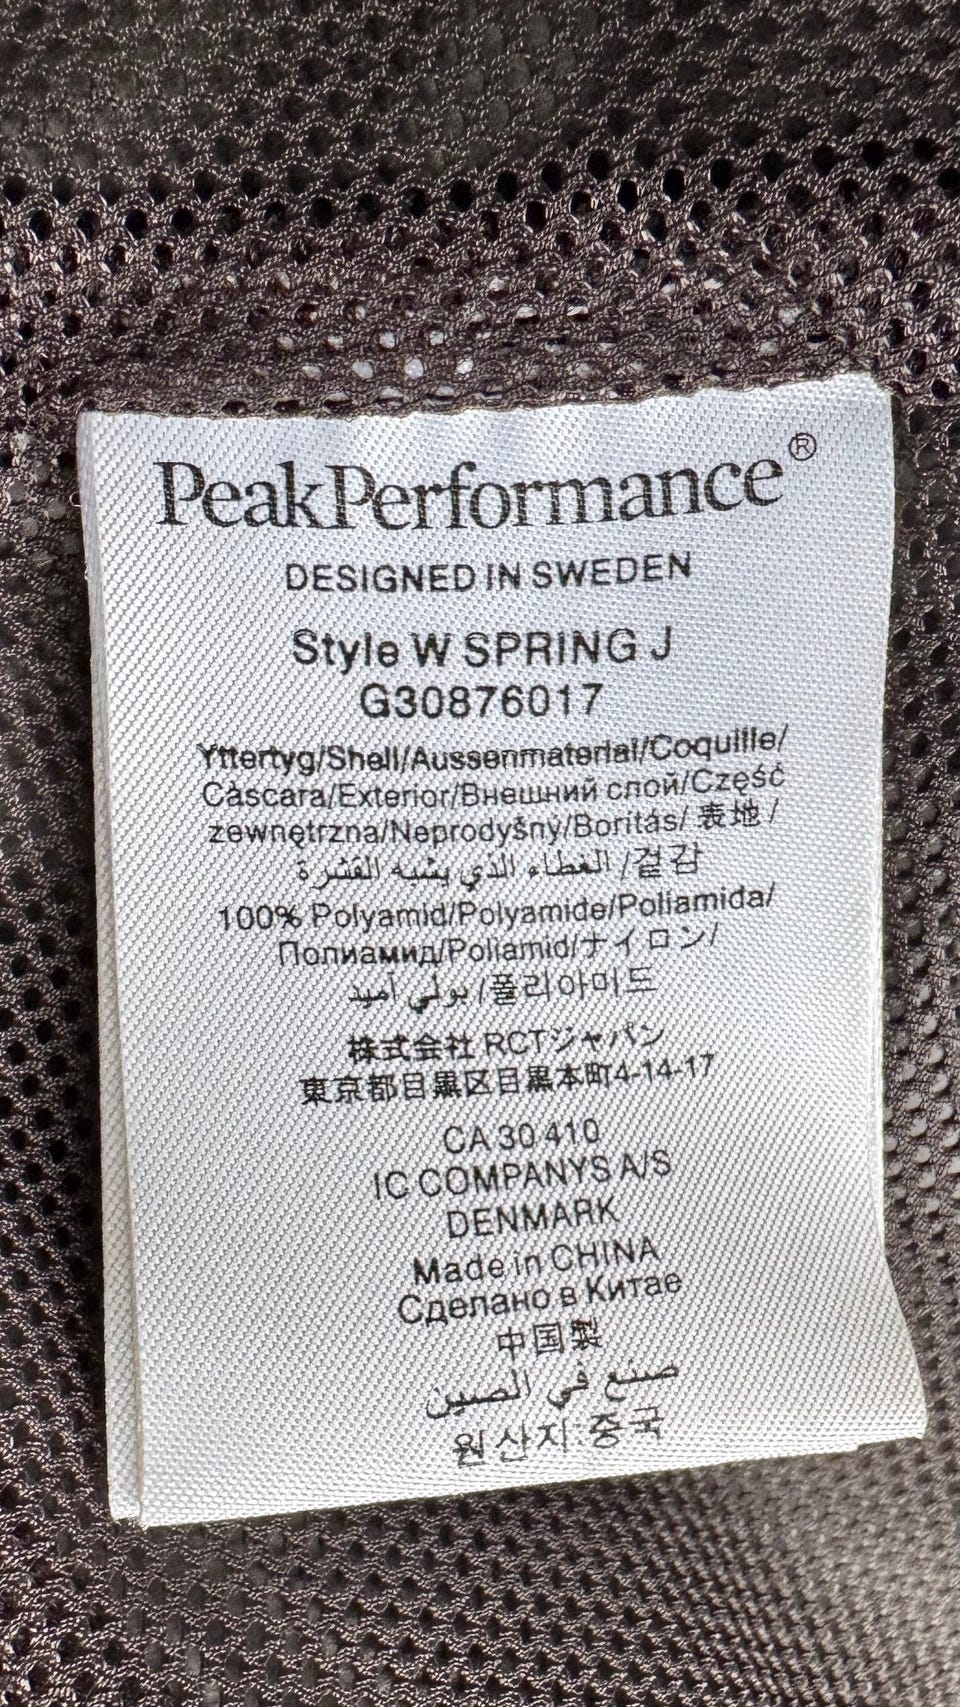 PeakPerformance®
DESIGNED IN SWEDEN
Style W SPRING J
G30876017
Yttertyg/Shell/Aussenmaterial/Coquille/
Càscara/Exterior/Внешний слой/Część
zewnętrzna/Neprodyšný/Borítás/ 表地 /
العطاء الذي يشبه القشرة /겉감
100% Polyamid/Polyamide/Poliamida/
Полиамид/Poliamid/ナイロン/
بولي أميد /폴리아미드
株式会社 RCTジャパン
東京都目黒区目黒本町4-14-17
CA 30 410
IC COMPANYS A/S
DENMARK
Made in CHINA
Сделано в Китае
中国製
صنع في الصين
원산지:중국